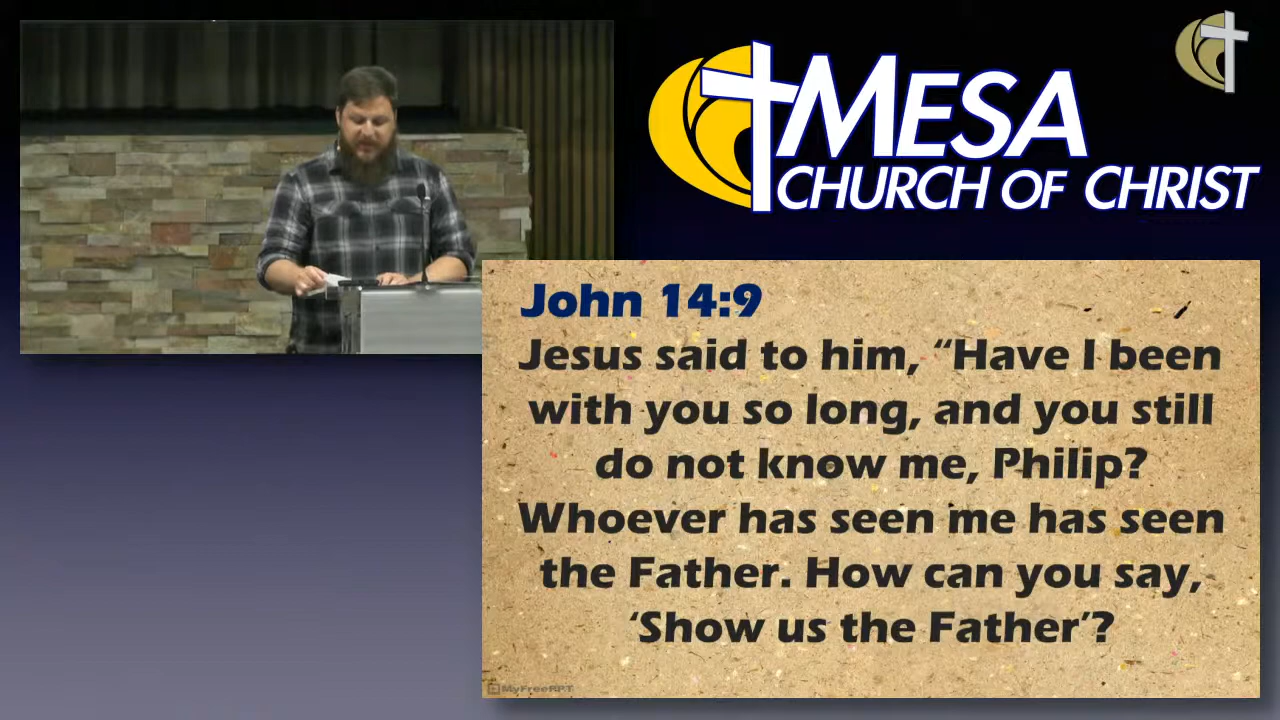 MESA
CHURCH OF CHRIST
John 14:9
Jesus said to him, “Have I been
with you so long, and you still
do not know me, Philip?
Whoever has seen me has seen
the Father. How can you say,
‘Show us the Father’?
MyFreePPT